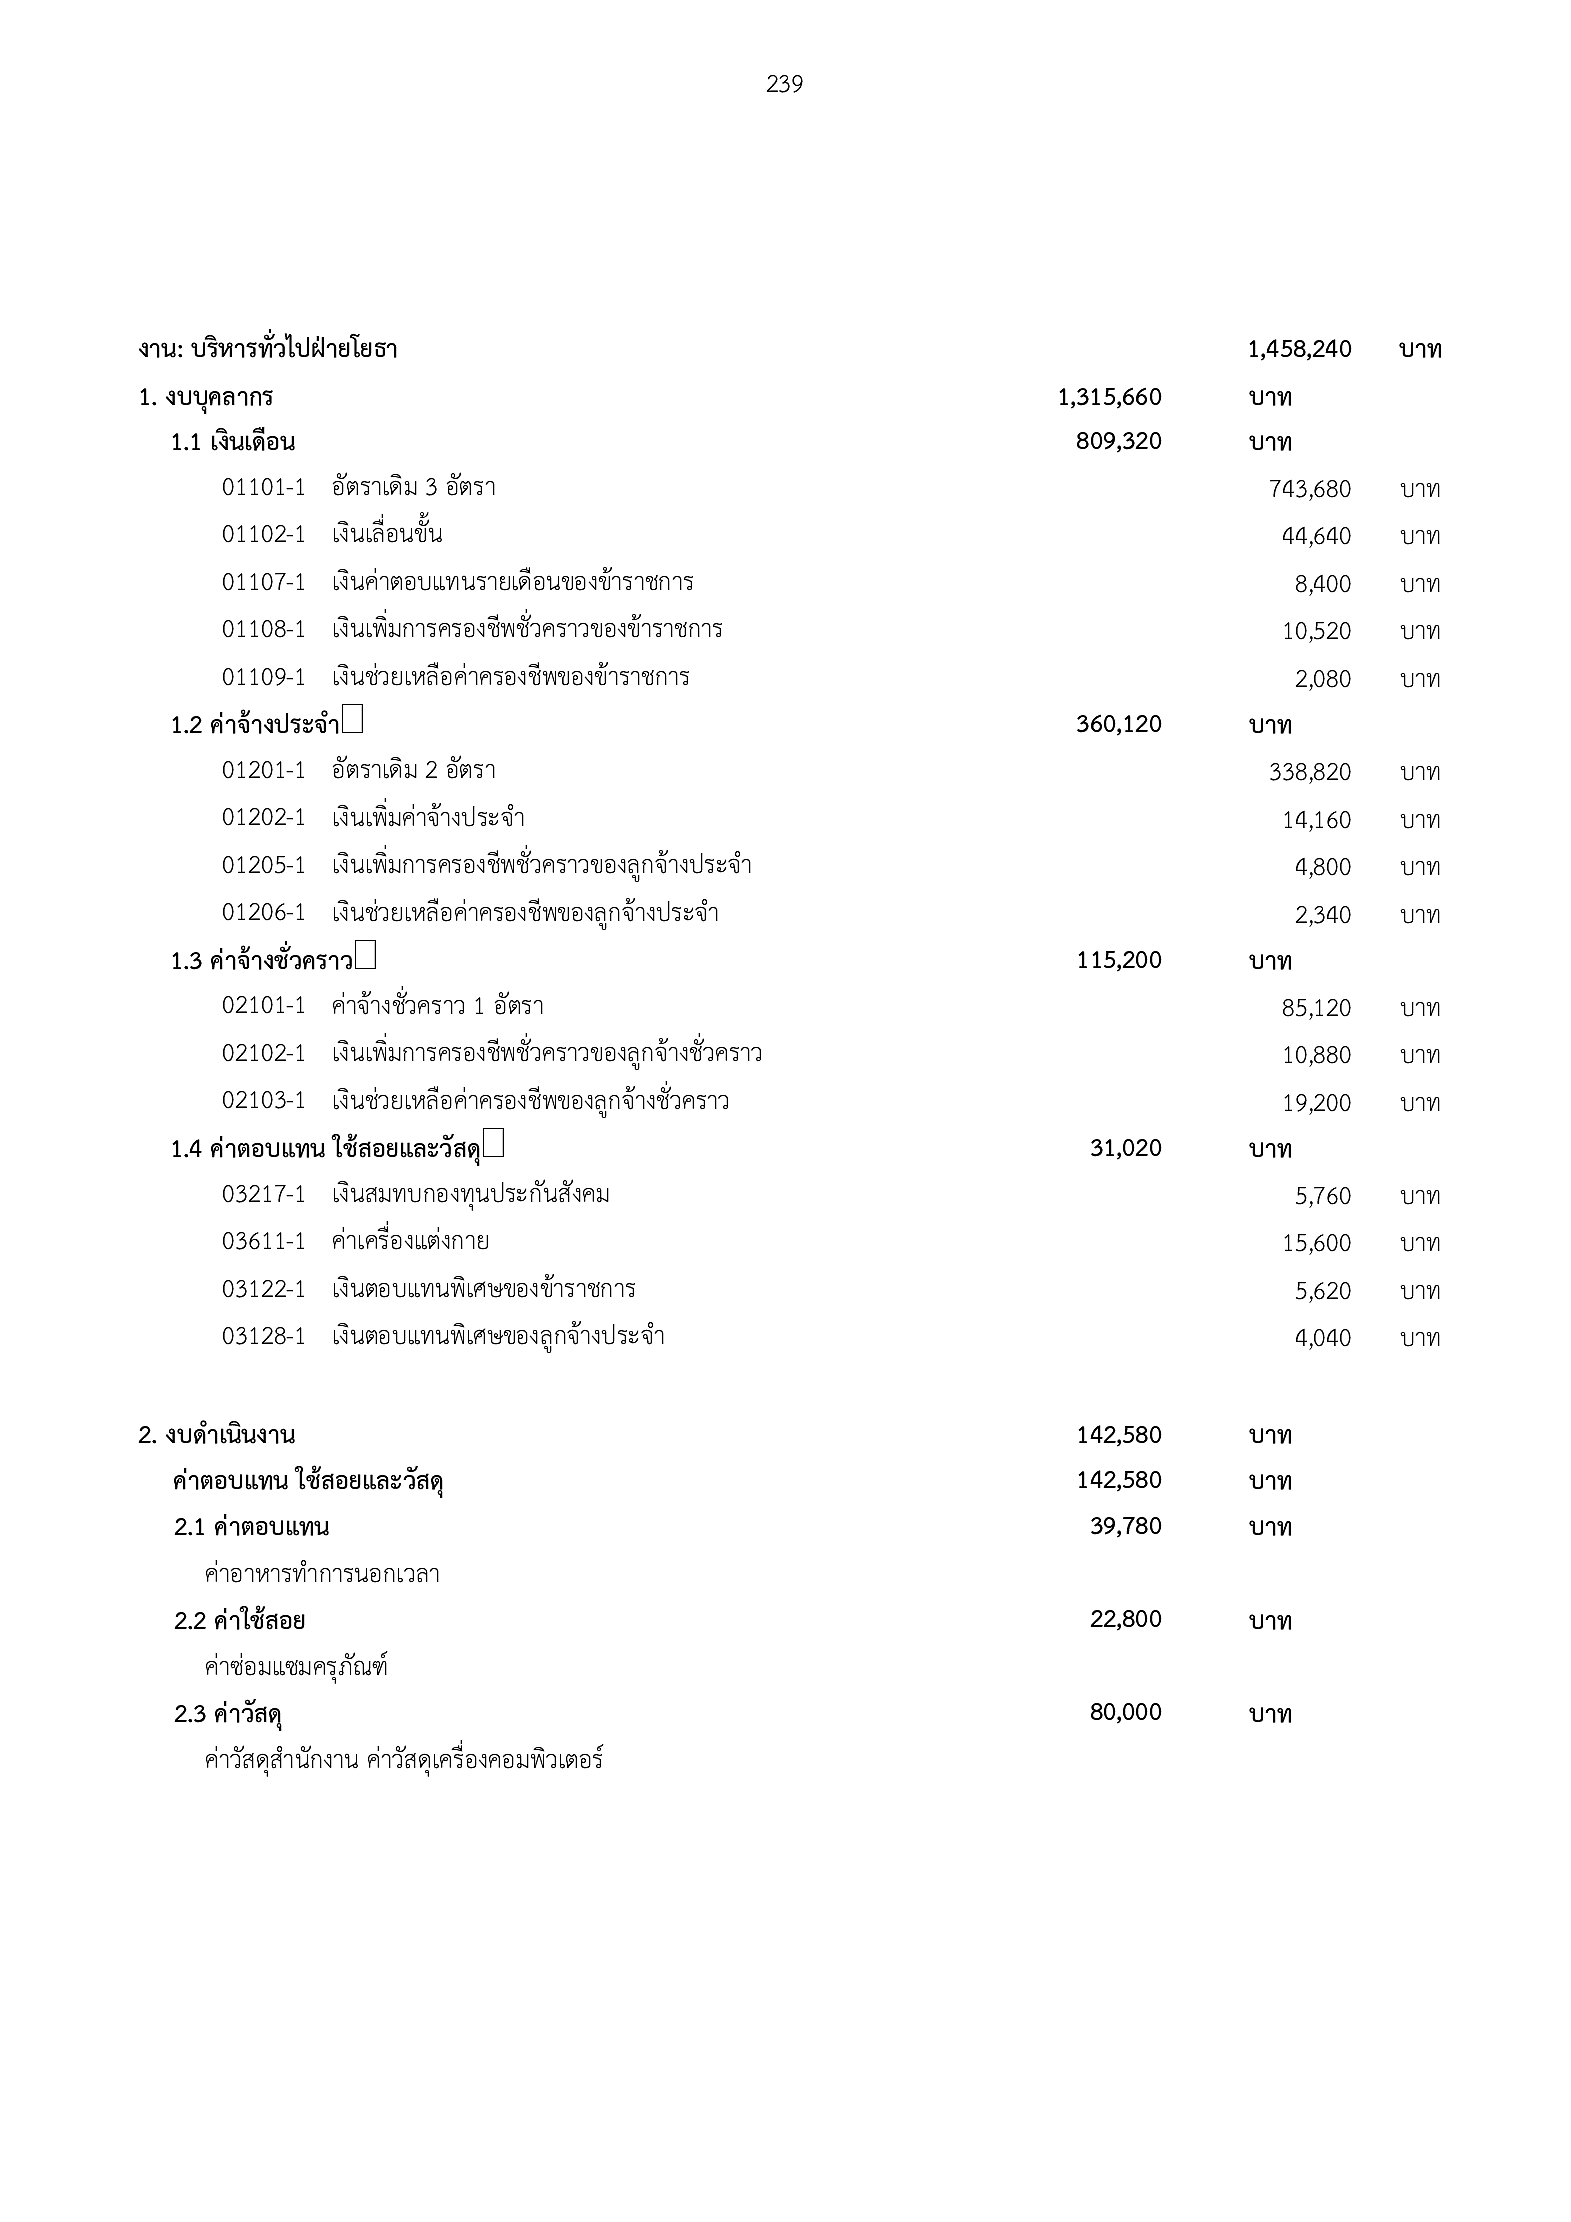 239
งาน: บริหารทั่วไปฝ่ายโยธา 1,458,240 บาท
1. งบบุคลากร 1,315,660 บาท
1.1 เงินเดือน 809,320 บาท
01101-1 อัตราเดิม 3 อัตรา 743,680 บาท
01102-1 เงินเลื่อนขั้น 44,640 บาท
01107-1 เงินค่าตอบแทนรายเดือนของข้าราชการ 8,400 บาท
01108-1 เงินเพิ่มการครองชีพชั่วคราวของข้าราชการ 10,520 บาท
01109-1 เงินช่วยเหลือค่าครองชีพของข้าราชการ 2,080 บาท
1.2 ค่าจ้างประจำ 360,120 บาท
01201-1 อัตราเดิม 2 อัตรา 338,820 บาท
01202-1 เงินเพิ่มค่าจ้างประจำ 14,160 บาท
01205-1 เงินเพิ่มการครองชีพชั่วคราวของลูกจ้างประจำ 4,800 บาท
01206-1 เงินช่วยเหลือค่าครองชีพของลูกจ้างประจำ 2,340 บาท
1.3 ค่าจ้างชั่วคราว 115,200 บาท
02101-1 ค่าจ้างชั่วคราว 1 อัตรา 85,120 บาท
02102-1 เงินเพิ่มการครองชีพชั่วคราวของลูกจ้างชั่วคราว 10,880 บาท
02103-1 เงินช่วยเหลือค่าครองชีพของลูกจ้างชั่วคราว 19,200 บาท
1.4 ค่าตอบแทน ใช้สอยและวัสดุ 31,020 บาท
03217-1 เงินสมทบกองทุนประกันสังคม 5,760 บาท
03611-1 ค่าเครื่องแต่งกาย 15,600 บาท
03122-1 เงินตอบแทนพิเศษของข้าราชการ 5,620 บาท
03128-1 เงินตอบแทนพิเศษของลูกจ้างประจำ 4,040 บาท
2. งบดำเนินงาน 142,580 บาท
ค่าตอบแทน ใช้สอยและวัสดุ 142,580 บาท
2.1 ค่าตอบแทน 39,780 บาท
ค่าอาหารทำการนอกเวลา
2.2 ค่าใช้สอย 22,800 บาท
ค่าซ่อมแซมครุภัณฑ์
2.3 ค่าวัสดุ 80,000 บาท
ค่าวัสดุสำนักงาน ค่าวัสดุเครื่องคอมพิวเตอร์